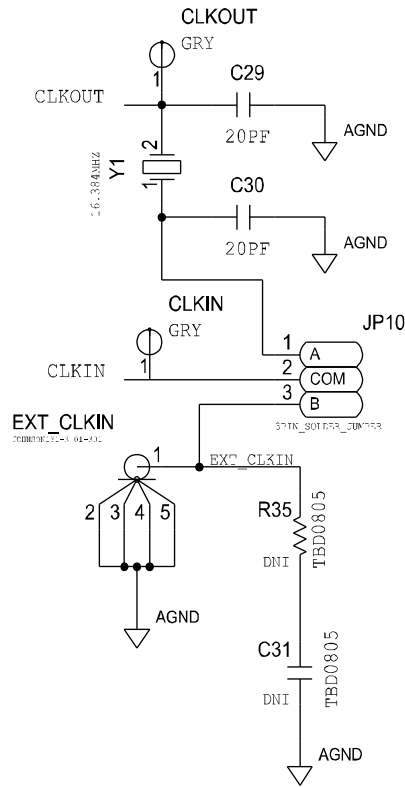 CLKOUT
GRY
1
C29
CLKOUT
20PF
AGND
2
Y1
1
16.384MHZ
C30
20PF
AGND
CLKIN
GRY
1
JP10
1 A
2 COM
3 B
CLKIN
3PIN_SOLDER_JUMPER
EXT_CLKIN
1
EXT_CLKIN
2 3 4 5
AGND
R35
TBD0805
DNI
C31
TBD0805
DNI
AGND